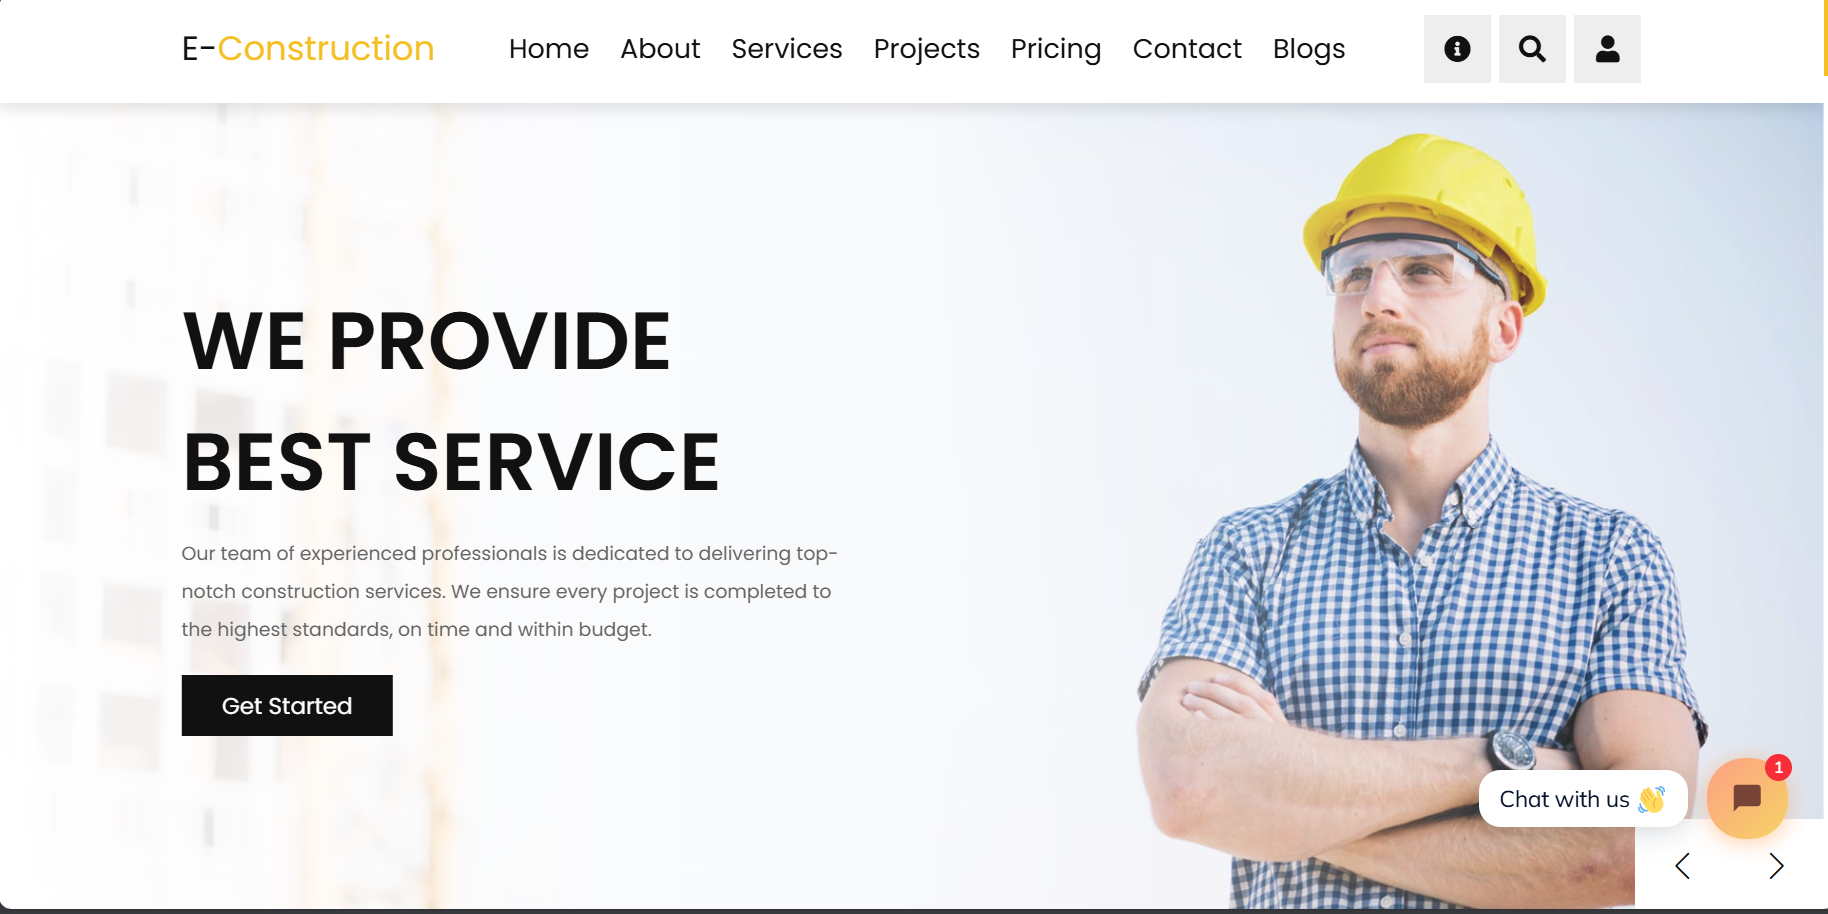 E-Construction
Home About Services Projects Pricing Contact Blogs
WE PROVIDE
BEST SERVICE
Our team of experienced professionals is dedicated to delivering top-
notch construction services. We ensure every project is completed to
the highest standards, on time and within budget.
Get Started
Chat with us 👋
1